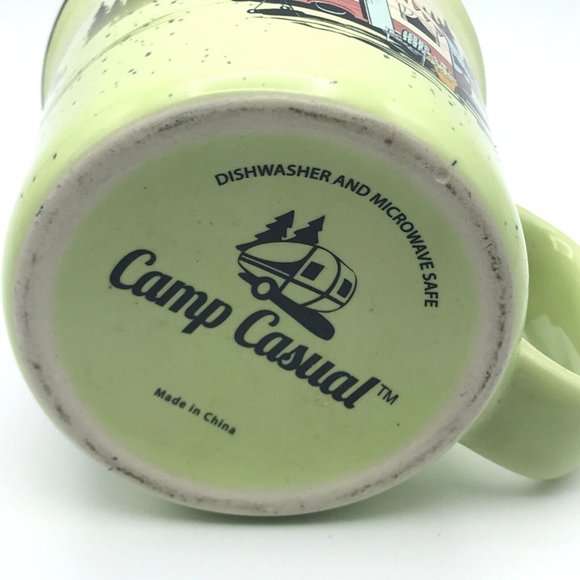 DISHWASHER AND MICROWAVE SAFE
Camp Casual™
Made in China